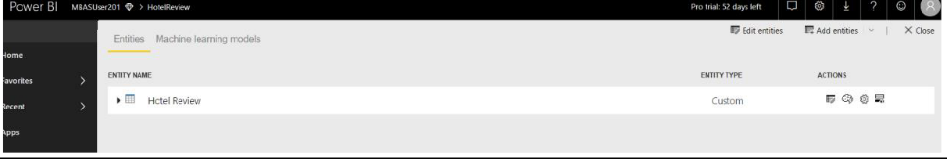 Power BI MBASUser201 > HotelReview Pro trial: 52 days left ?
Edit entities Add entities | Close
Entities Machine learning models
Home
Favorites
Recent
Apps
ENTITY NAME ENTITY TYPE ACTIONS
Hotel Review Custom